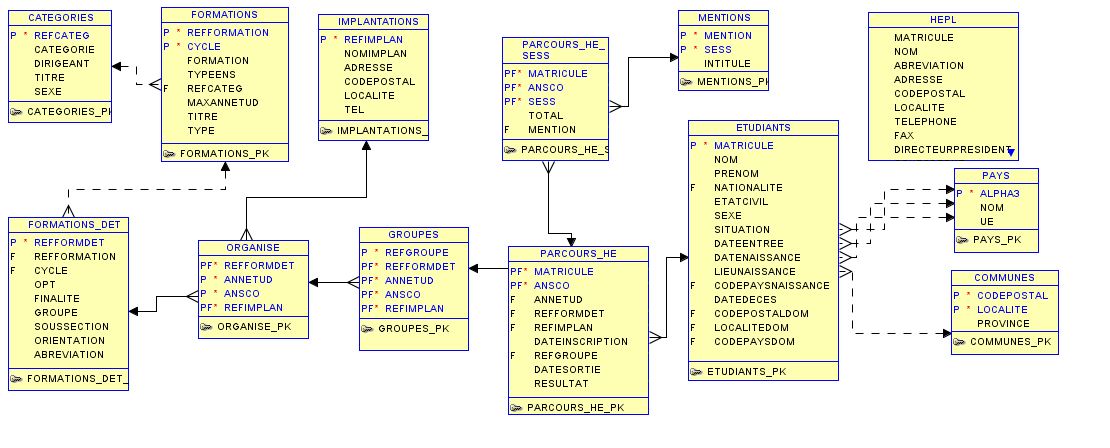 CATEGORIES
P * REFCATEG
CATEGORIE
DIRIGEANT
TITRE
SEXE
CATEGORIES_PK
FORMATIONS
P * REFFORMATION
P * CYCLE
FORMATION
TYPEENS
F REFCATEG
MAXANNETUD
TITRE
TYPE
FORMATIONS_PK
IMPLANTATIONS
P * REFIMPLAN
NOMIMPLAN
ADRESSE
CODEPOSTAL
LOCALITE
TEL
IMPLANTATIONS_
PARCOURS_HE_
SESS
PF* MATRICULE
PF* ANSCO
PF* SESS
TOTAL
F MENTION
PARCOURS_HE_S
MENTIONS
P * MENTION
P * SESS
INTITULE
MENTIONS_PK
HEPL
MATRICULE
NOM
ABREVIATION
ADRESSE
CODEPOSTAL
LOCALITE
TELEPHONE
FAX
DIRECTEURPRESIDENT
ETUDIANTS
P * MATRICULE
NOM
PRENOM
F NATIONALITE
ETATCIVIL
SEXE
SITUATION
DATEENTREE
DATENAISSANCE
LIEUNAISSANCE
F CODEPAYSNAISSANCE
DATEDECES
F CODEPOSTALDOM
F LOCALITEDOM
F CODEPAYSDOM
ETUDIANTS_PK
PAYS
P * ALPHA3
NOM
UE
PAYS_PK
FORMATIONS_DET
P * REFFORMDET
F REFFORMATION
F CYCLE
OPT
FINALITE
GROUPE
SOUSSECTION
ORIENTATION
ABREVIATION
FORMATIONS_DET_
ORGANISE
PF* REFFORMDET
P * ANNETUD
P * ANSCO
PF* REFIMPLAN
ORGANISE_PK
GROUPES
P * REFGROUPE
PF* REFFORMDET
PF* ANNETUD
PF* ANSCO
PF* REFIMPLAN
GROUPES_PK
PARCOURS_HE
PF* MATRICULE
P * ANSCO
F ANNETUD
F REFFORMDET
F REFIMPLAN
DATEINSCRIPTION
F REFGROUPE
DATESORTIE
RESULTAT
PARCOURS_HE_PK
COMMUNES
P * CODEPOSTAL
P * LOCALITE
PROVINCE
COMMUNES_PK